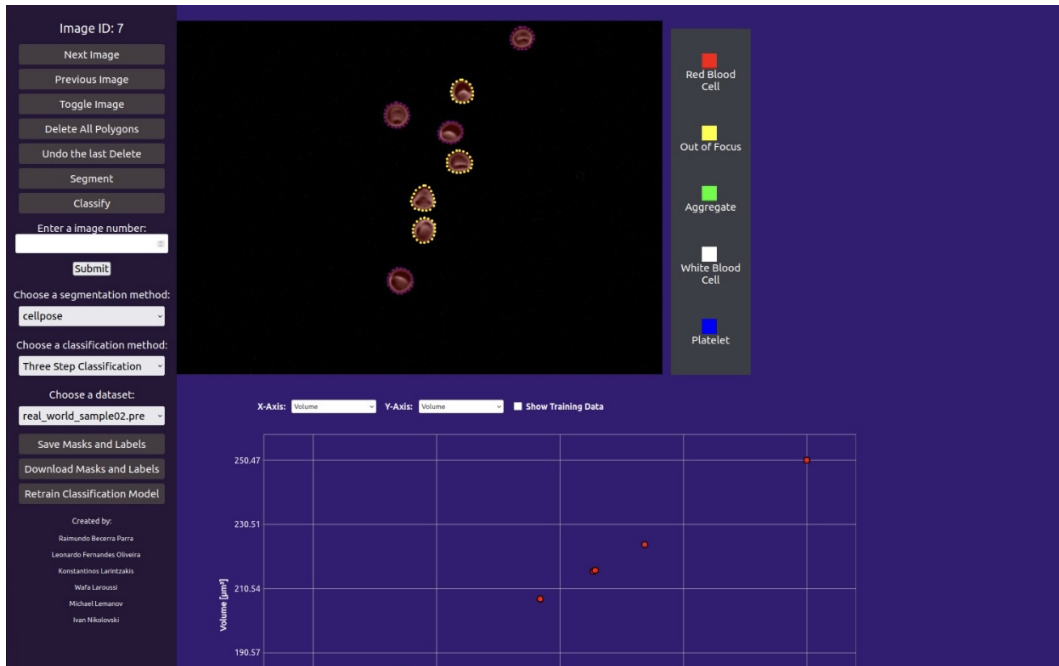 Image ID: 7
Next Image
Previous Image
Toggle Image
Delete All Polygons
Undo the last Delete
Segment
Classify
Enter a image number:
Submit
Choose a segmentation method:
cellpose
Choose a classification method:
Three Step Classification
Choose a dataset:
real_world_sample02.pre
Save Masks and Labels
Download Masks and Labels
Retrain Classification Model
Created by:
Raimundo Becerra Parra
Leonardo Fernandes Oliveira
Konstantinos Larintzakis
Wafa Laroussi
Michael Lemanov
Ivan Nikolovski
Red Blood
Cell
Out of Focus
Aggregate
White Blood
Cell
Platelet
X-Axis: Volume Y-Axis: Volume Show Training Data
250.47
230.51
210.54
190.57
Volume [µm³]